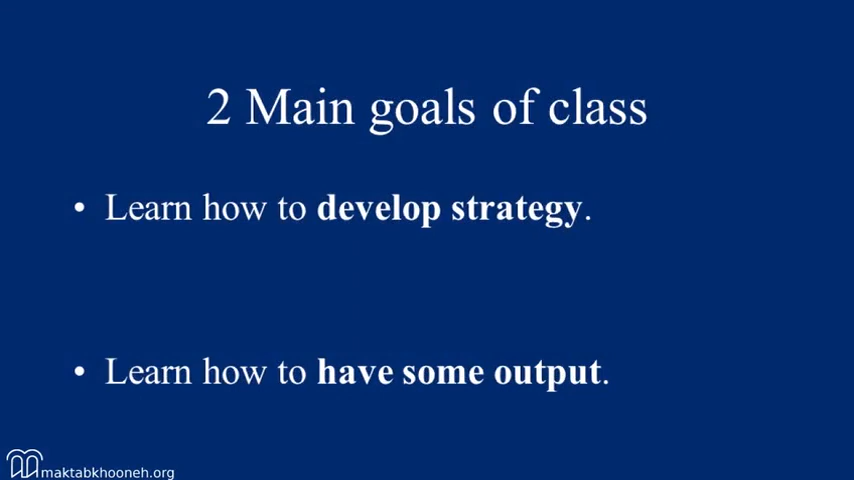 2 Main goals of class
• Learn how to develop strategy.
• Learn how to have some output.
maktabkhooneh.org